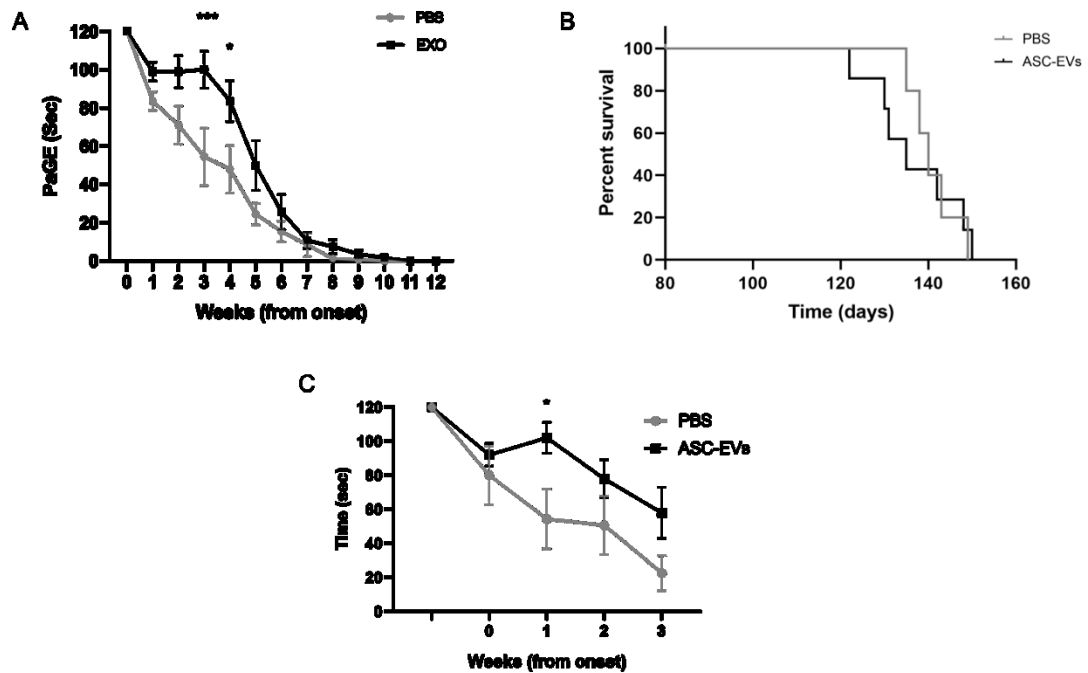 A
PBS
EXO
***
*
120
100
80
60
40
20
0
PaGE (Sec)
0 1 2 3 4 5 6 7 8 9 10 11 12
Weeks (from onset)
B
PBS
ASC-EVs
100
80
60
40
20
0
Percent survival
80 100 120 140 160
Time (days)
C
*
PBS
ASC-EVs
120
100
80
60
40
20
0
Time (sec)
0 1 2 3
Weeks (from onset)